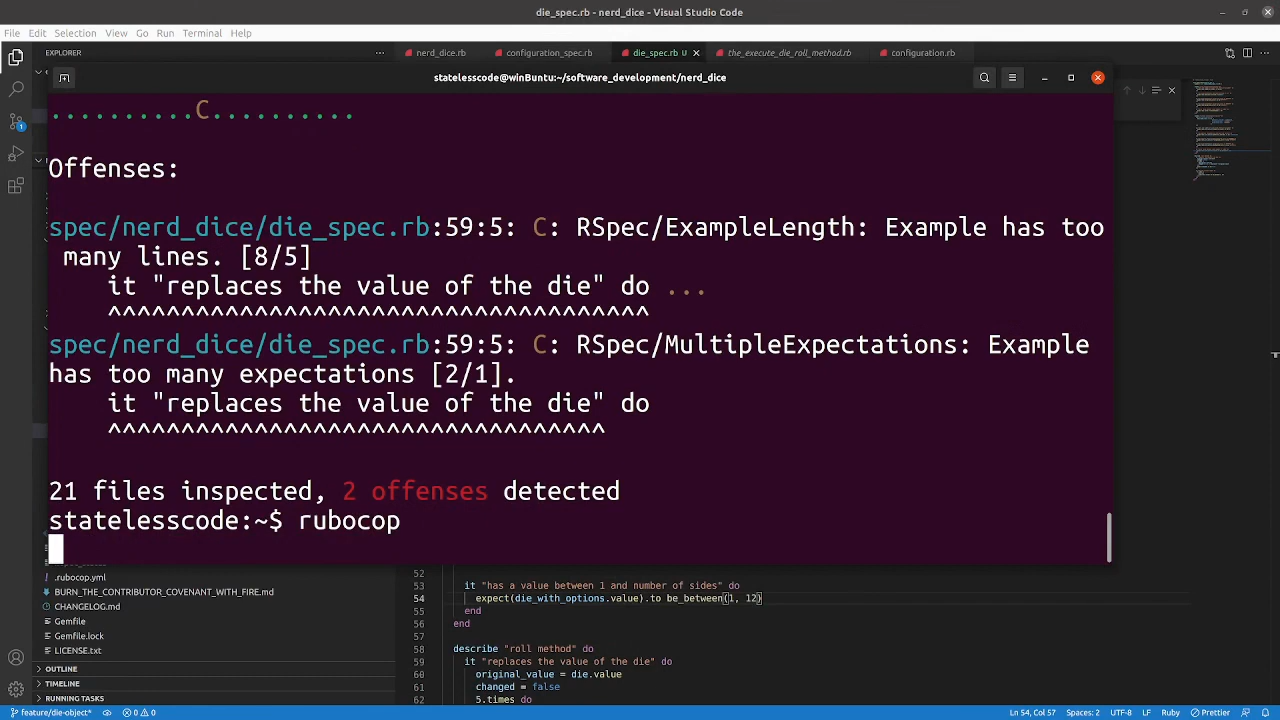 die_spec.rb - nerd_dice - Visual Studio Code
File Edit Selection View Go Run Terminal Help
EXPLORER
nerd_dice.rb configuration_spec.rb die_spec.rb U the_execute_die_roll_method.rb configuration.rb
statelesscode@winBuntu:~/software_development/nerd_dice
..........C..........
Offenses:
spec/nerd_dice/die_spec.rb:59:5: C: RSpec/ExampleLength: Example has too
many lines. [8/5]
it "replaces the value of the die" do ...
^^^^^^^^^^^^^^^^^^^^^^^^^^^^^^^^^^^^^
spec/nerd_dice/die_spec.rb:59:5: C: RSpec/MultipleExpectations: Example
has too many expectations [2/1].
it "replaces the value of the die" do
^^^^^^^^^^^^^^^^^^^^^^^^^^^^^^^^^^
21 files inspected, 2 offenses detected
statelesscode:~$ rubocop
.rubocop.yml
BURN_THE_CONTRIBUTOR_COVENANT_WITH_FIRE.md
CHANGELOG.md
Gemfile
Gemfile.lock
LICENSE.txt
OUTLINE
TIMELINE
RUNNING TASKS
52
53 it "has a value between 1 and number of sides" do
54 expect(die_with_options.value).to be_between(1, 12)
55 end
56 end
57
58 describe "roll method" do
59 it "replaces the value of the die" do
60 original_value = die.value
61 changed = false
62 5.times do
feature/die-object* 0 0 Ln 54, Col 57 Spaces: 2 UTF-8 LF Ruby Prettier